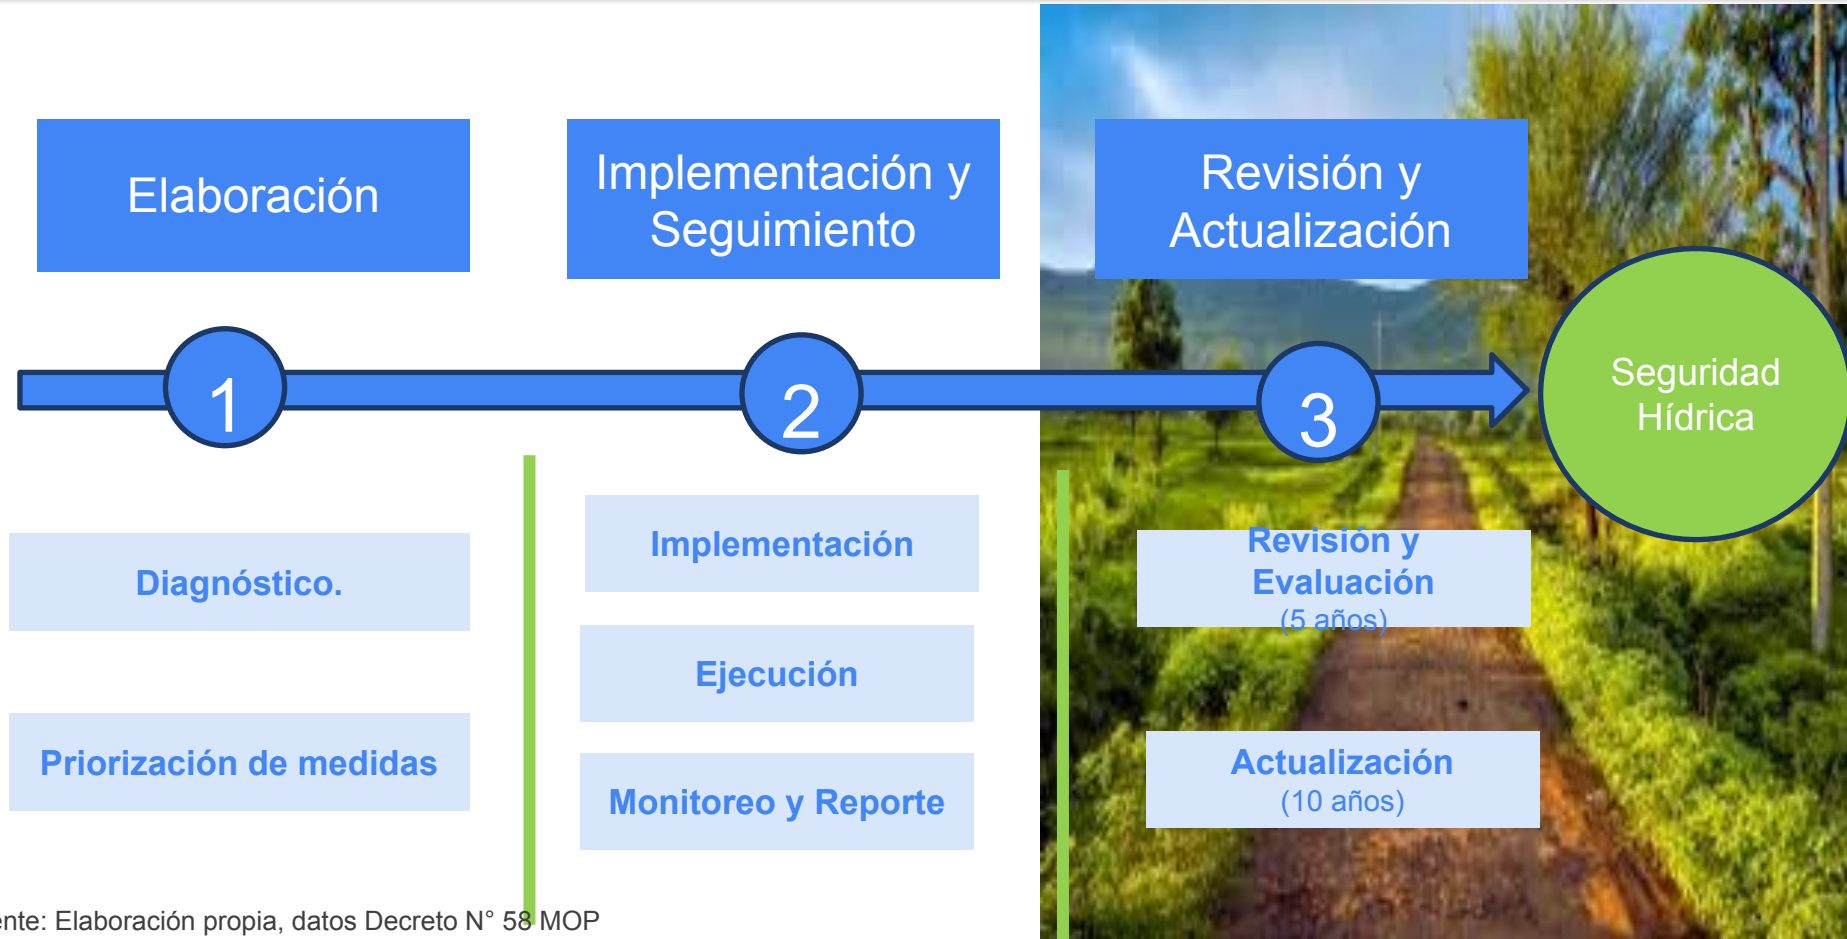 Elaboración
Implementación y
Seguimiento
Revisión y
Actualización
1
2
3
Seguridad
Hídrica
Diagnóstico.
Priorización de medidas
Implementación
Ejecución
Monitoreo y Reporte
Revisión y
Evaluación
(5 años)
Actualización
(10 años)
ente: Elaboración propia, datos Decreto N° 58 MOP